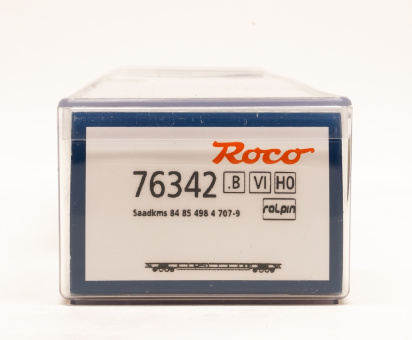 Roco
76342 .B VI H0
Saadkms 84 85 498 4 707-9 ralpin